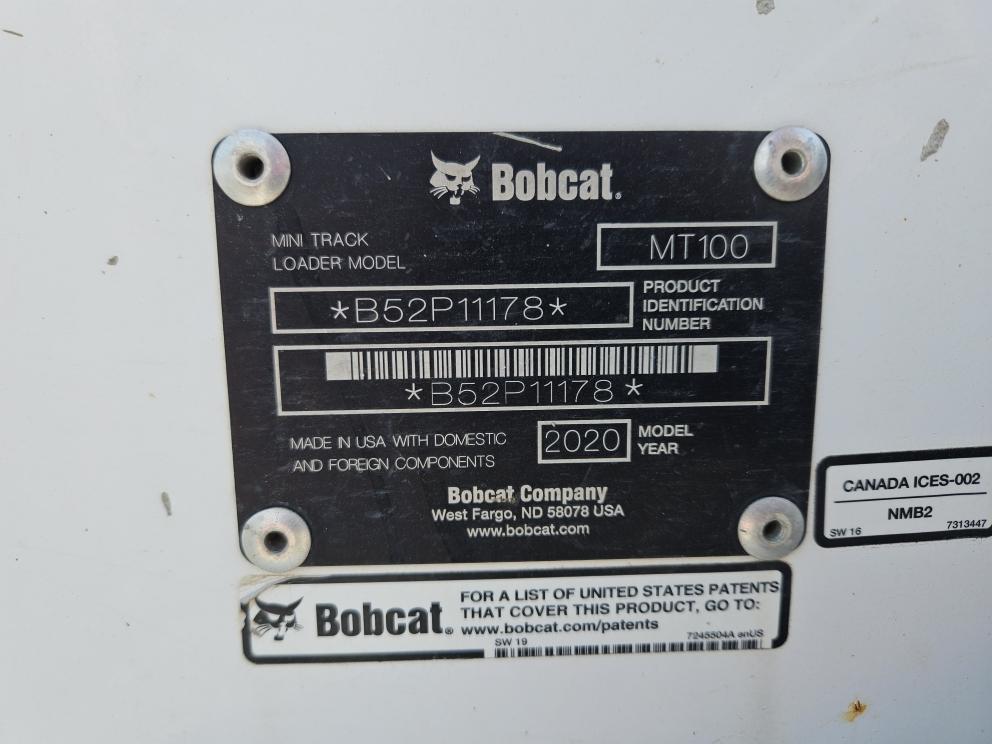 Bobcat®
MINI TRACK
LOADER MODEL
MT100
*B52P11178*
PRODUCT
IDENTIFICATION
NUMBER
*B52P11178*
MADE IN USA WITH DOMESTIC
AND FOREIGN COMPONENTS
2020
MODEL
YEAR
Bobcat Company
West Fargo, ND 58078 USA
www.bobcat.com
CANADA ICES-002
NMB2
SW 16
7313447
Bobcat®
FOR A LIST OF UNITED STATES PATENTS
THAT COVER THIS PRODUCT, GO TO:
www.bobcat.com/patents
SW 19
7245504A enUS